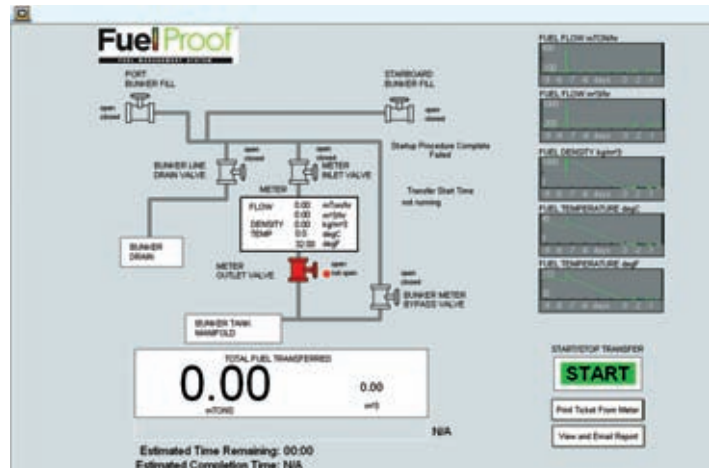 FuelProof
FUEL MANAGEMENT SYSTEM
PORT
BUNKER FILL
open
closed
STARBOARD
BUNKER FILL
open
closed
BUNKER LINE
DRAIN VALVE
open
closed
open
closed
METER
INLET VALVE
Startup Procedure Complete
Failed
Transfer Start Time
not running
METER
FLOW 0.00 mTon/hr
0.00 m^3/hr
DENSITY 0.00 kg/m^3
TEMP 0.0 degC
32.00 degF
BUNKER
DRAIN
METER
OUTLET VALVE
open
not open
open
closed
BUNKER METER
BYPASS VALVE
BUNKER TANK
MANIFOLD
TOTAL FUEL TRANSFERRED
0.00
mTONS
0.00
m^3
N/A
Estimated Time Remaining: 00:00
Estimated Completion Time: N/A
FUEL FLOW mTON/hr
FUEL FLOW m^3/hr
FUEL DENSITY kg/m^3
FUEL TEMPERATURE degC
FUEL TEMPERATURE degF
START/STOP TRANSFER
START
Print Ticket From Meter
View and Email Report